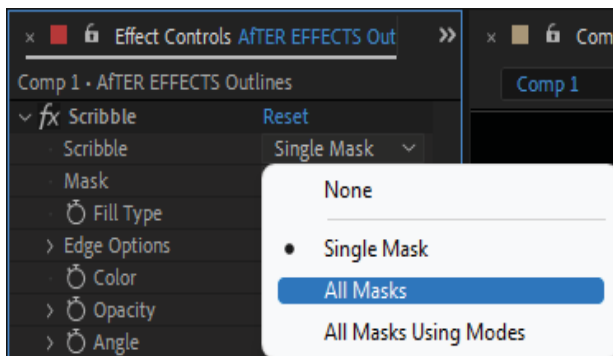 Effect Controls AfTER EFFECTS Out
Com
Comp 1 • AfTER EFFECTS Outlines
Comp 1
fx Scribble Reset
Scribble Single Mask
Mask
None
Fill Type
Edge Options
Single Mask
Color
All Masks
Opacity
All Masks Using Modes
Angle